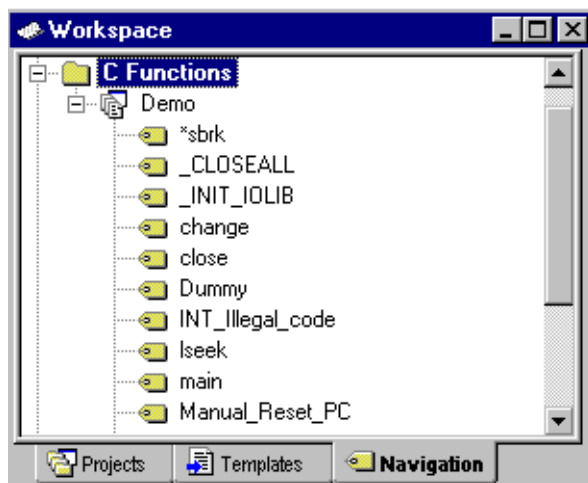 Workspace
C Functions
Demo
*sbrk
_CLOSEALL
_INIT_IOLIB
change
close
Dummy
INT_Illegal_code
lseek
main
Manual_Reset_PC
Projects Templates Navigation